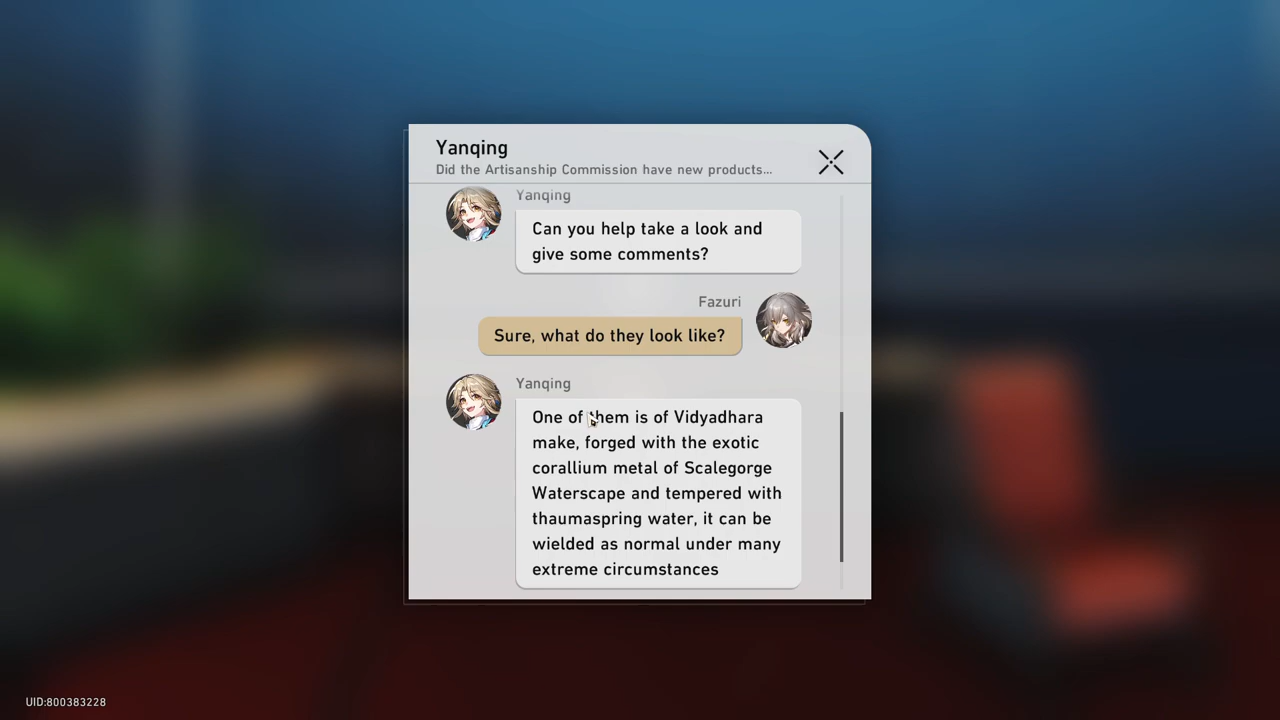 Yanqing
Did the Artisanship Commission have new products...
Yanqing
Can you help take a look and
give some comments?
Fazuri
Sure, what do they look like?
Yanqing
One of them is of Vidyadhara
make, forged with the exotic
corallium metal of Scalegorge
Waterscape and tempered with
thaumaspring water, it can be
wielded as normal under many
extreme circumstances
UID:800383228